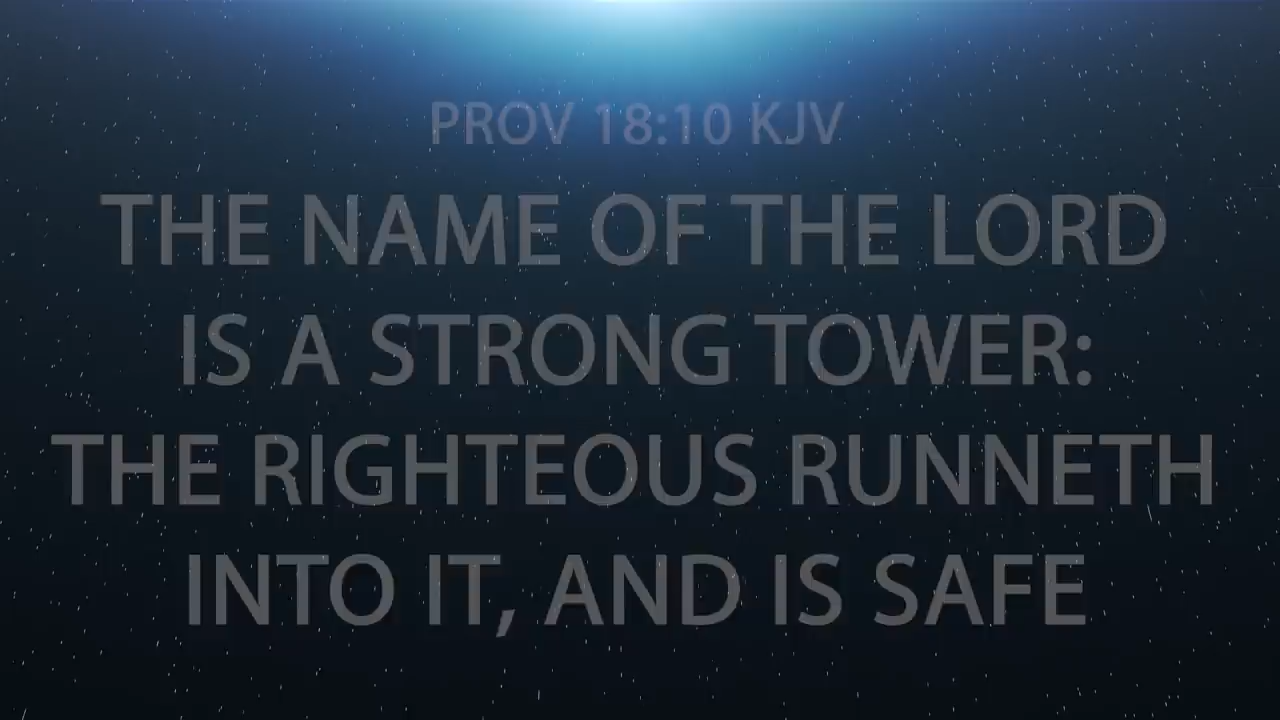 PROV 18:10 KJV
THE NAME OF THE LORD
IS A STRONG TOWER:
THE RIGHTEOUS RUNNETH
INTO IT, AND IS SAFE